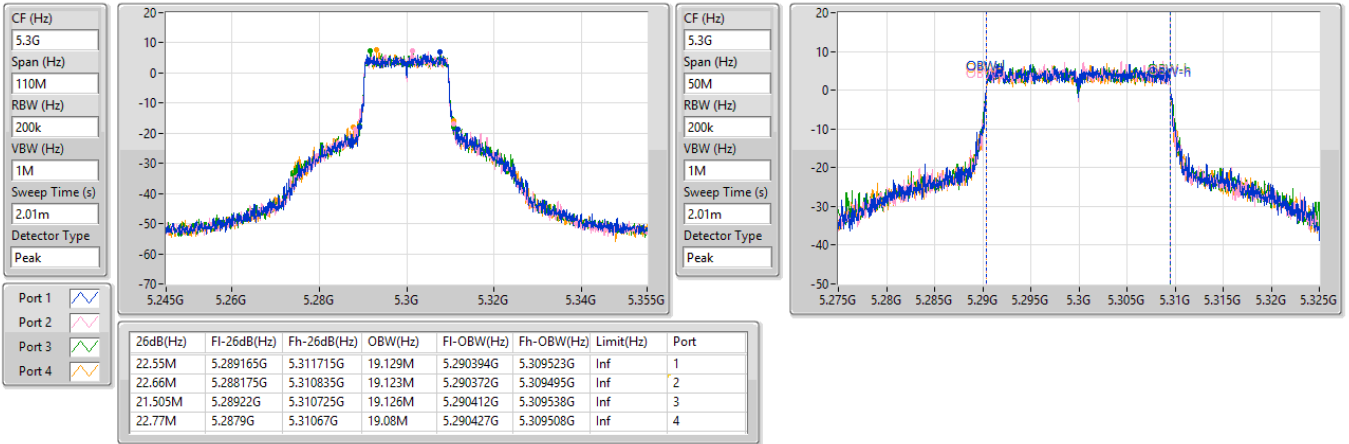 CF (Hz)
5.3G
Span (Hz)
110M
RBW (Hz)
200k
VBW (Hz)
1M
Sweep Time (s)
2.01m
Detector Type
Peak
20
10
0
-10
-20
-30
-40
-50
-60
-70
5.245G 5.26G 5.28G 5.3G 5.32G 5.34G 5.355G
CF (Hz)
5.3G
Span (Hz)
50M
RBW (Hz)
200k
VBW (Hz)
1M
Sweep Time (s)
2.01m
Detector Type
Peak
20
10
0
-10
-20
-30
-40
-50
OBW-h
5.275G 5.28G 5.285G 5.29G 5.295G 5.3G 5.305G 5.31G 5.315G 5.32G 5.325G
Port 1
Port 2
Port 3
Port 4
26dB(Hz) Fl-26dB(Hz) Fh-26dB(Hz) OBW(Hz) Fl-OBW(Hz) Fh-OBW(Hz) Limit(Hz) Port
22.55M 5.289165G 5.311715G 19.129M 5.290394G 5.309523G Inf 1
22.66M 5.288175G 5.310835G 19.123M 5.290372G 5.309495G Inf 2
21.505M 5.28922G 5.310725G 19.126M 5.290412G 5.309538G Inf 3
22.77M 5.2879G 5.31067G 19.08M 5.290427G 5.309508G Inf 4